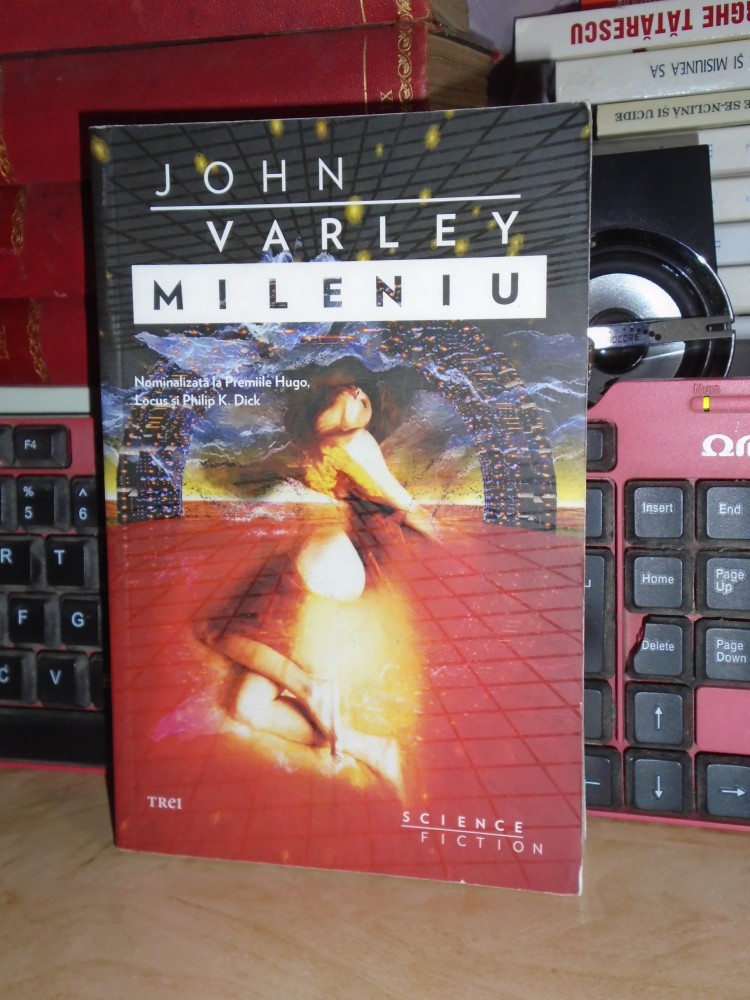 JOHN
VARLEY
MILENIU
Nominalizată la Premiile Hugo,
Locus și Philip K. Dick
TREI
SCIENCE
FICTION
GHE TĂTĂRESCU
ȘI MISIUNEA SA
SE-NCLINĂ ȘI UCIDE
F4
%
5
^
6
R
T
F
G
C
V
Num
Insert
End
Home
Page
Up
Delete
Page
Down
↑
↓
→